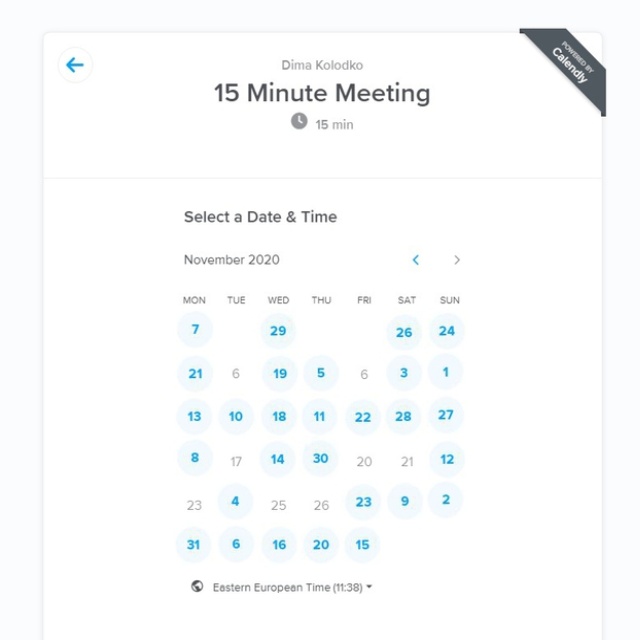 POWERED BY
Calendly
Dima Kolodko
15 Minute Meeting
15 min
Select a Date & Time
November 2020
MON TUE WED THU FRI SAT SUN
7 29 26 24
21 6 19 5 6 3 1
13 10 18 11 22 28 27
8 17 14 30 20 21 12
23 4 25 26 23 9 2
31 6 16 20 15
Eastern European Time (11:38)